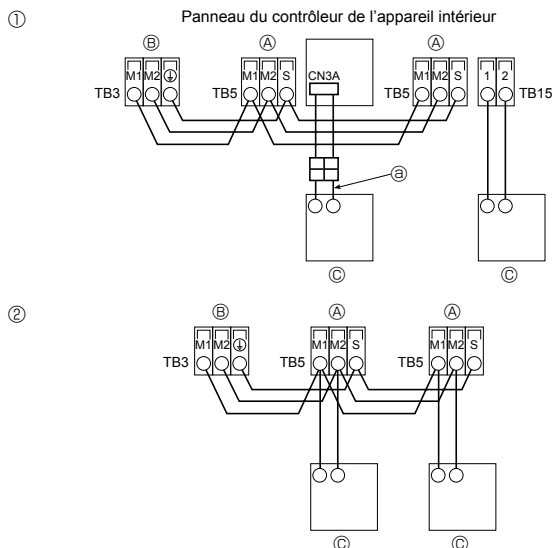 ① Panneau du contrôleur de l'appareil intérieur
Ⓑ Ⓐ Ⓐ
M1 M2 ⏚ M1 M2 S CN3A M1 M2 S 1 2
TB3 TB5 TB5 TB15
ⓐ
Ⓒ Ⓒ
②
Ⓑ Ⓐ Ⓐ
M1 M2 ⏚ M1 M2 S M1 M2 S
TB3 TB5 TB5
Ⓒ Ⓒ